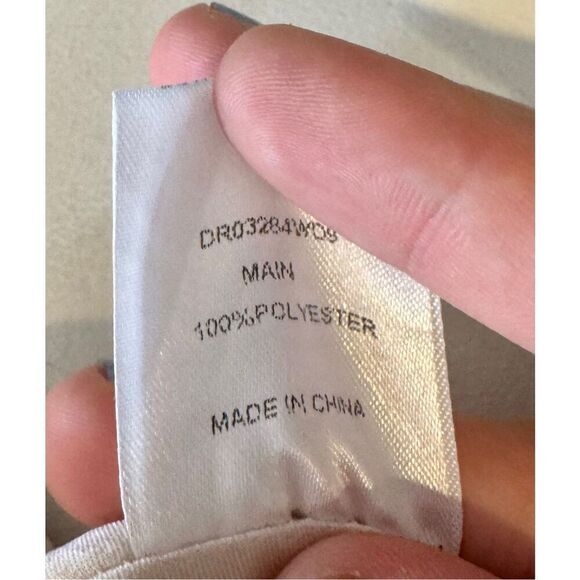 DR03284WD9
MAIN
100%POLYESTER
MADE IN CHINA